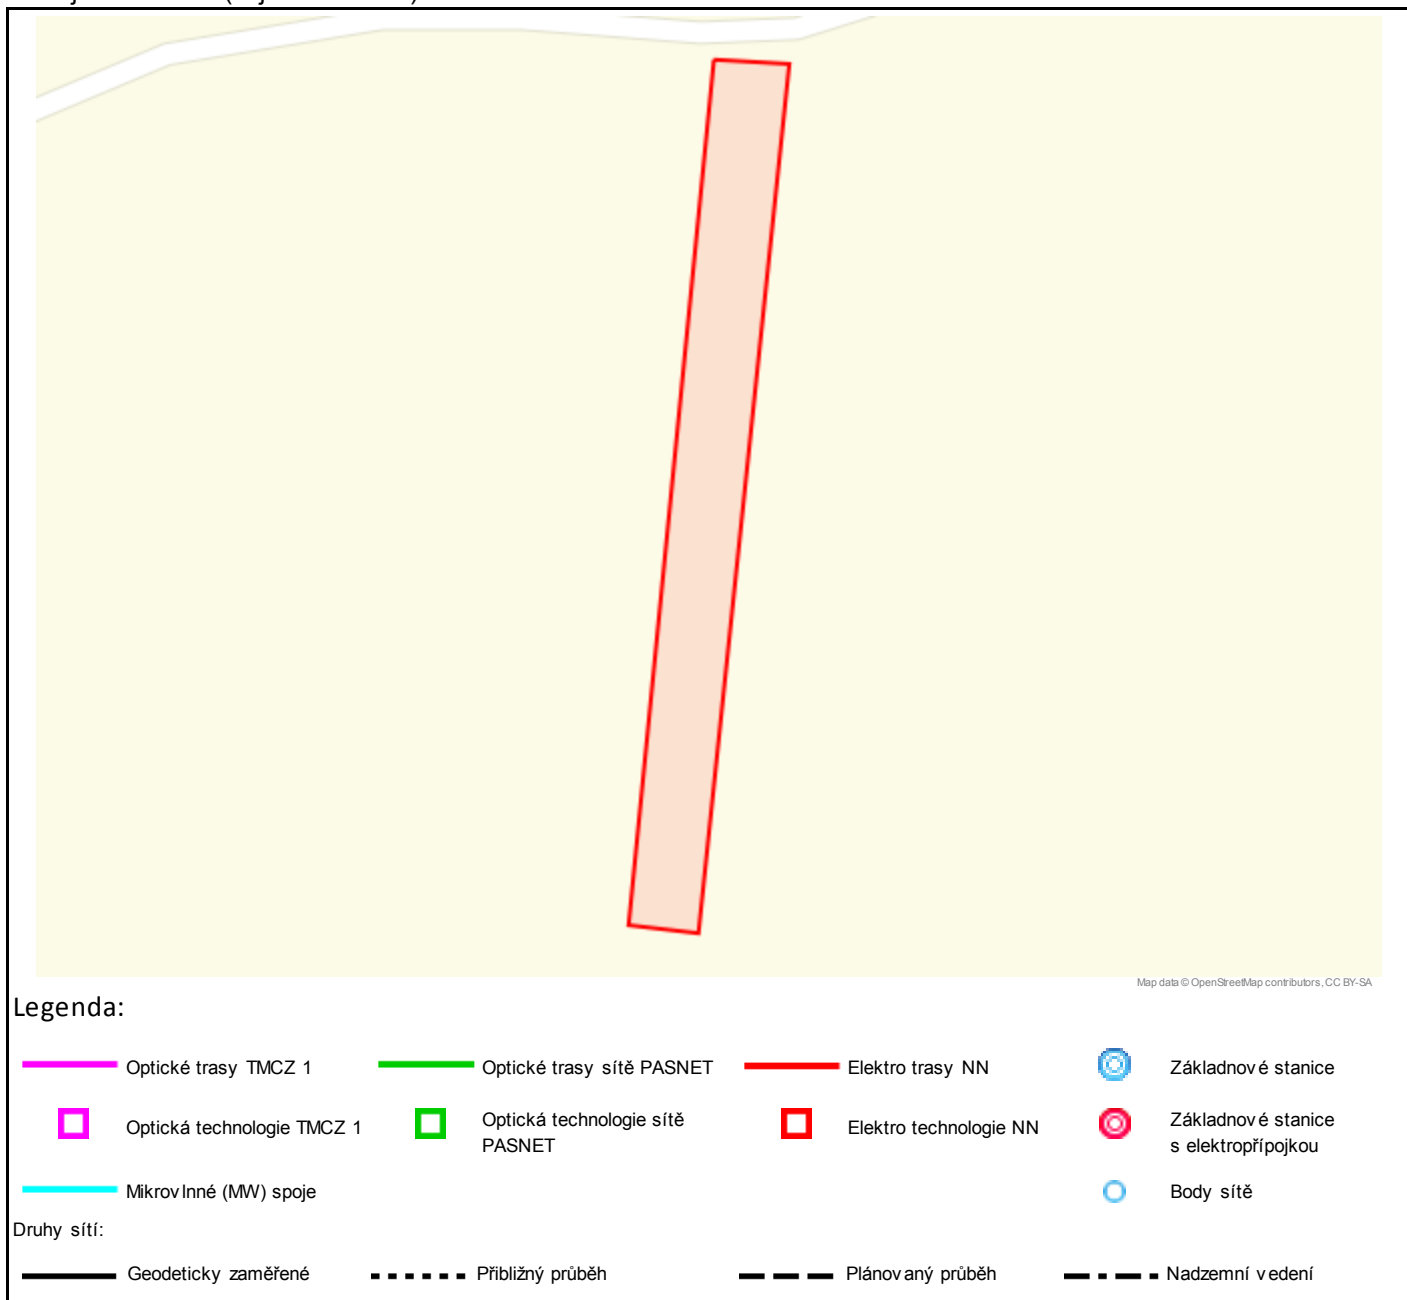 Map data © OpenStreetMap contributors, CC BY-SA
Legenda:
Optické trasy TMCZ 1
Optické trasy sítě PASNET
Elektro trasy NN
Základnové stanice
Optická technologie TMCZ 1
Optická technologie sítě
PASNET
Elektro technologie NN
Základnové stanice
s elektropřípojkou
Mikrovlnné (MW) spoje
Body sítě
Druhy sítí:
Geodeticky zaměřené
Přibližný průběh
Plánovaný průběh
Nadzemní vedení